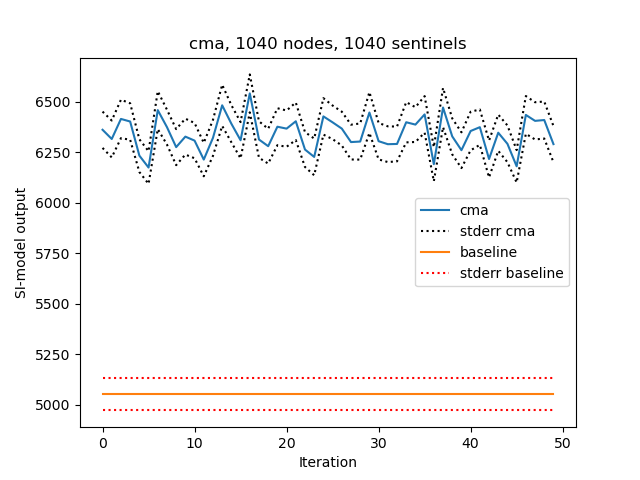 cma, 1040 nodes, 1040 sentinels
SI-model output
6500
6250
6000
5750
5500
5250
5000
cma
stderr cma
baseline
stderr baseline
0 10 20 30 40 50
Iteration